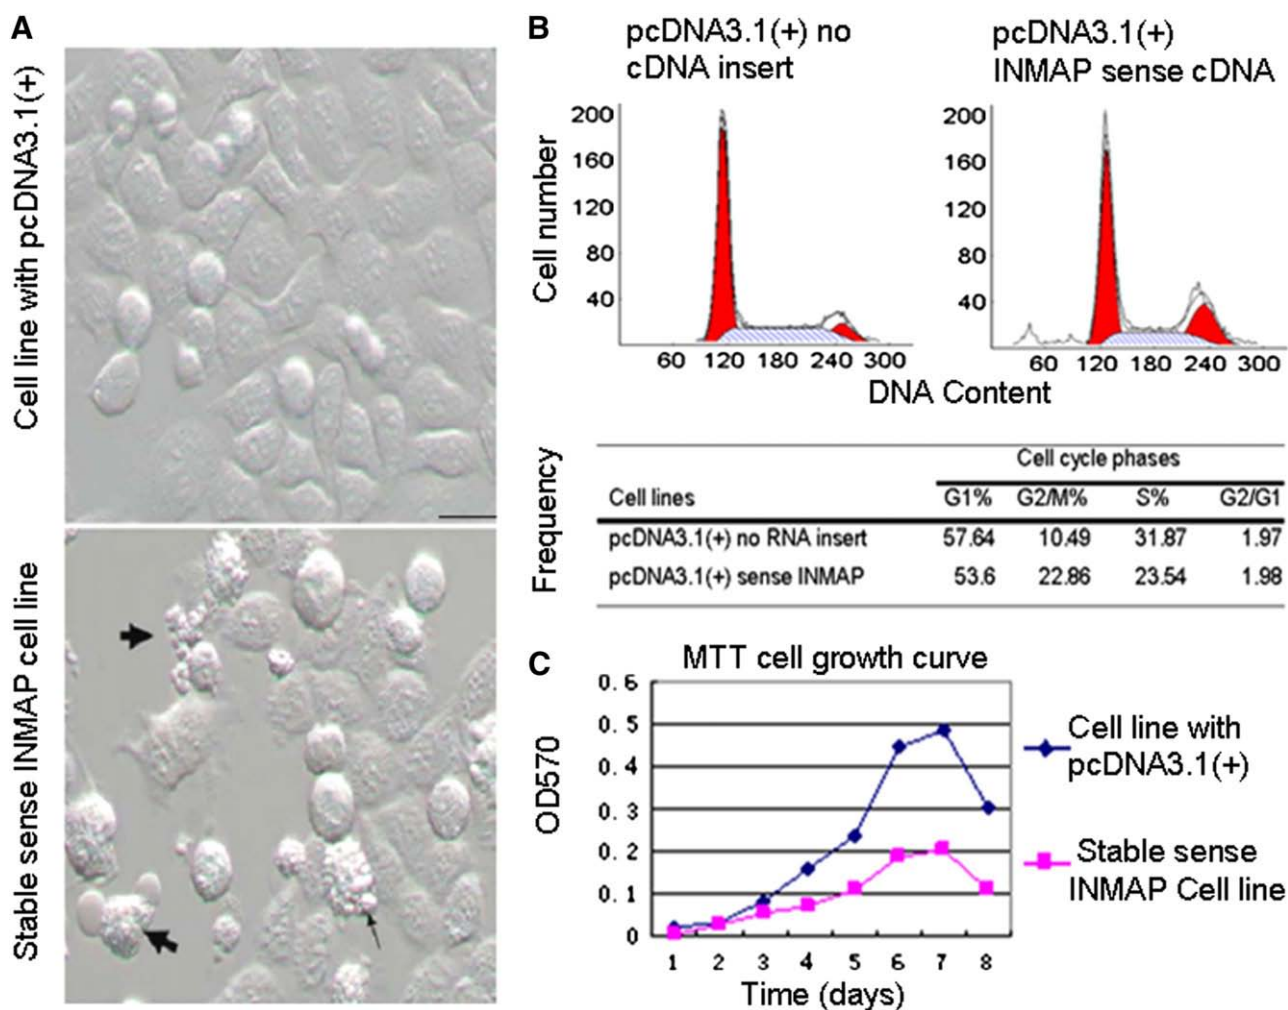 A
Cell line with pcDNA3.1(+)
Stable sense INMAP cell line
B
pcDNA3.1(+) no
cDNA insert
pcDNA3.1(+)
INMAP sense cDNA
Cell number
200
160
120
80
40
60 120 180 240 300
200
160
120
80
40
60 120 180 240 300
DNA Content
Frequency
Cell cycle phases
Cell lines G1% G2/M% S% G2/G1
pcDNA3.1(+) no RNA insert 57.64 10.49 31.87 1.97
pcDNA3.1(+) sense INMAP 53.6 22.86 23.54 1.98
C
MTT cell growth curve
OD570
0.6
0.5
0.4
0.3
0.2
0.1
0
1 2 3 4 5 6 7 8
Time (days)
Cell line with
pcDNA3.1(+)
Stable sense
INMAP Cell line